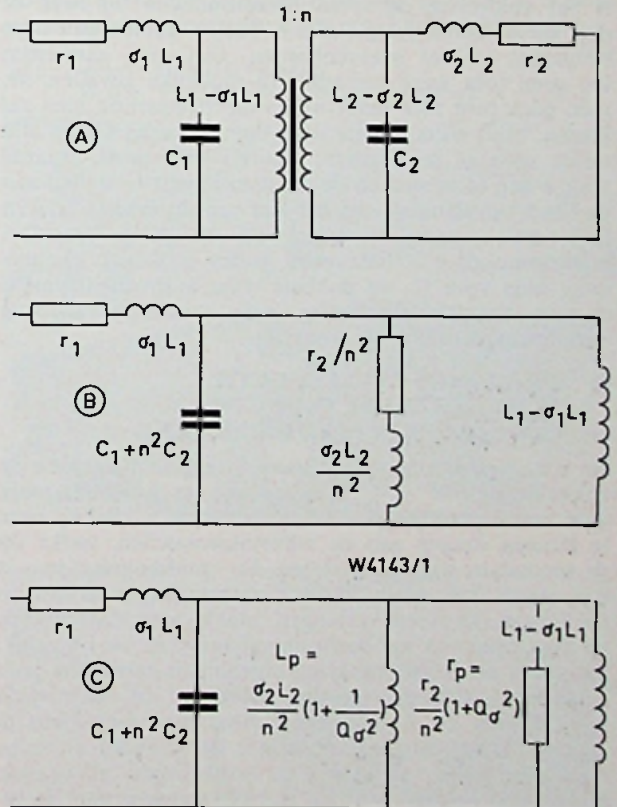 1:n
r₁ σ₁ L₁ σ₂L₂ r₂
L₁-σ₁L₁ L₂-σ₂ L₂
A C₁ C₂
r₁ σ₁ L₁ r₂/n²
B L₁-σ₁L₁
C₁+n²C₂ σ₂L₂/n²
W4143/1
r₁ σ₁ L₁ L₁-σ₁L₁
C Lₚ= σ₂L₂/n² (1+1/Qσ²) rₚ= r₂/n² (1+Qσ²)
C₁+n²C₂